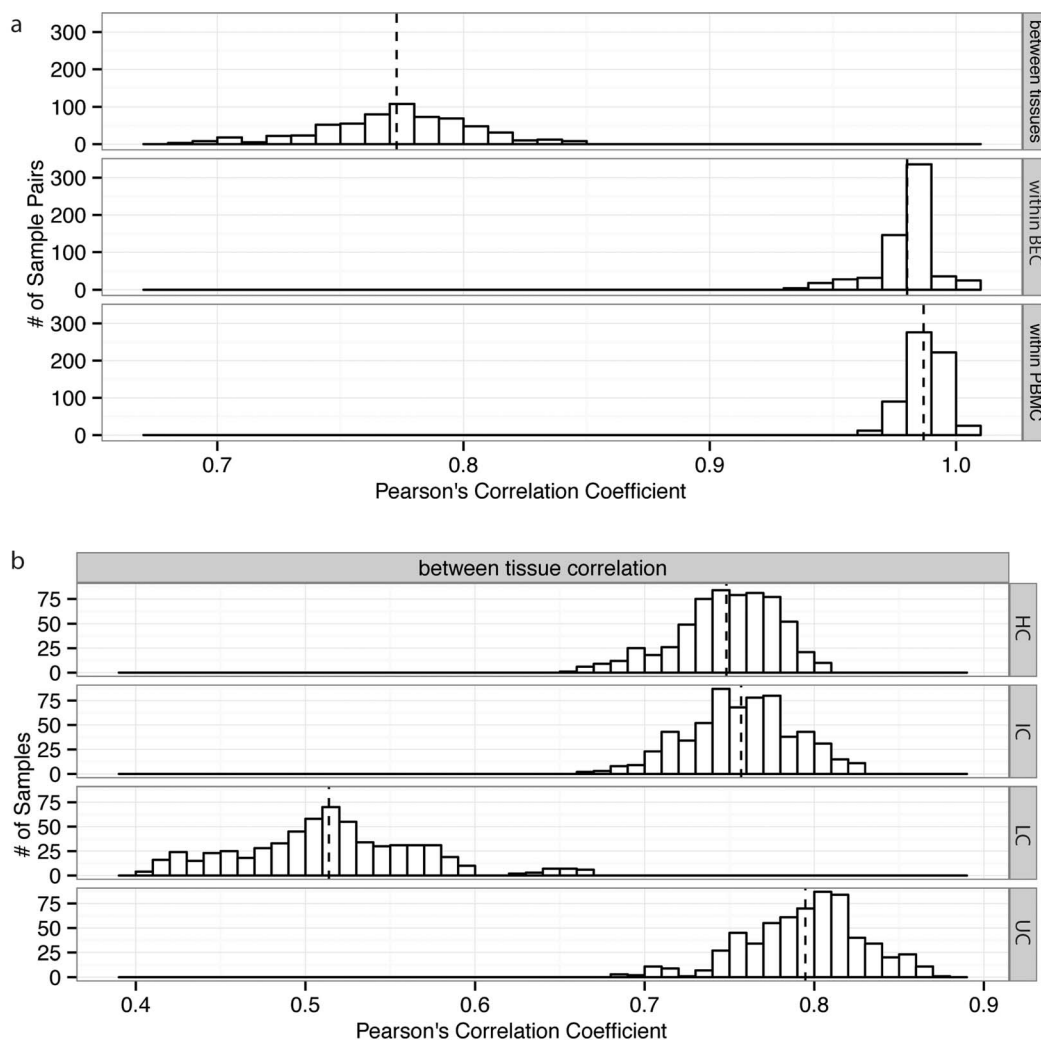 a
300
200
100
0
between tissues
300
200
100
0
within BEC
300
200
100
0
within PBMC
# of Sample Pairs
0.7 0.8 0.9 1.0
Pearson's Correlation Coefficient
b
between tissue correlation
75
50
25
0
HC
75
50
25
0
IC
75
50
25
0
LC
75
50
25
0
UC
# of Samples
0.4 0.5 0.6 0.7 0.8 0.9
Pearson's Correlation Coefficient